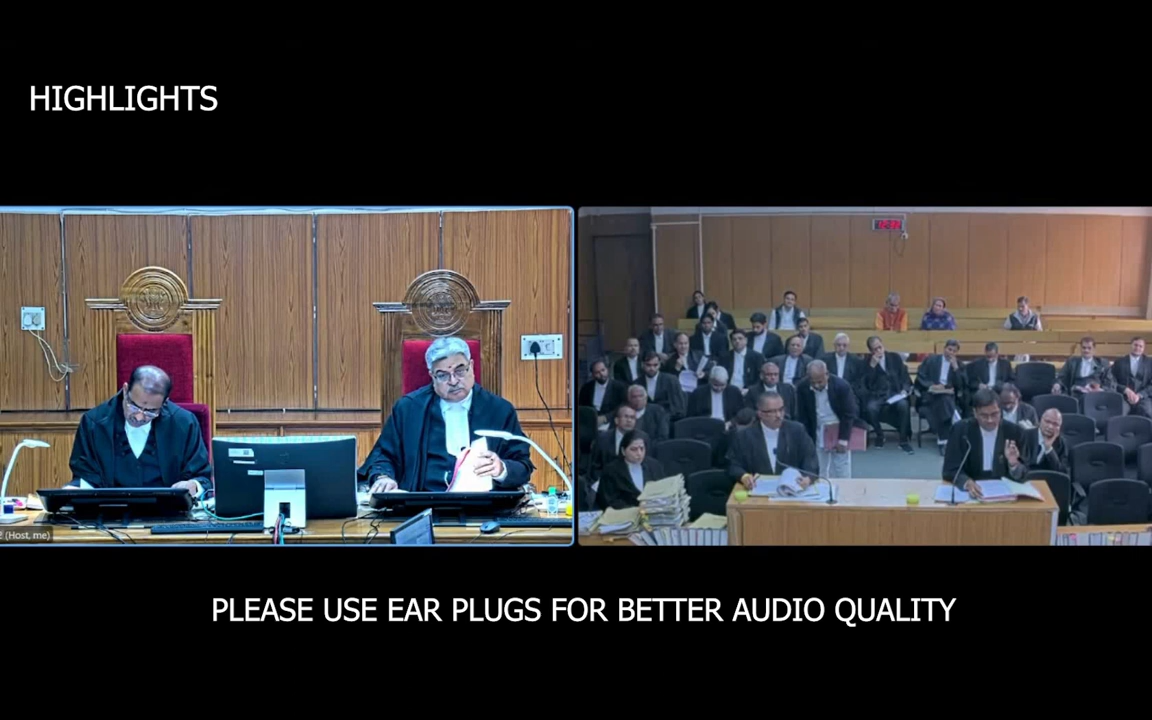 HIGHLIGHTS
(Host, me)
PLEASE USE EAR PLUGS FOR BETTER AUDIO QUALITY